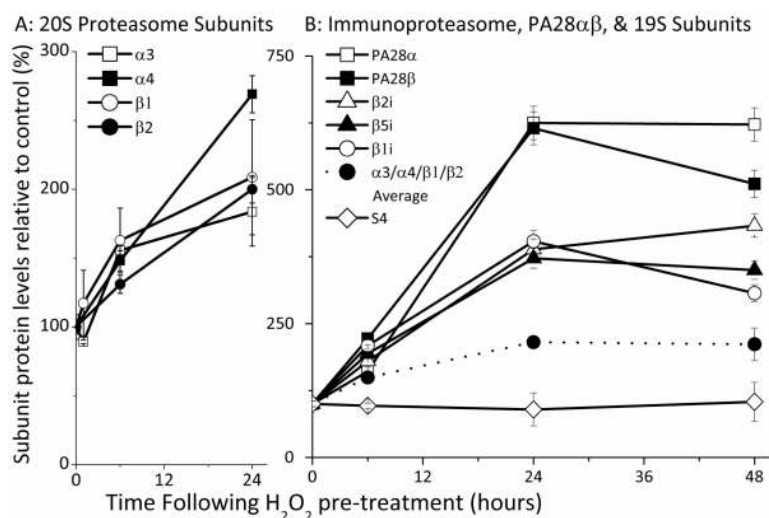 A: 20S Proteasome Subunits
B: Immunoproteasome, PA28αβ, & 19S Subunits
Subunit protein levels relative to control (%)
300
200
100
0
α3
α4
β1
β2
0 6 12 18 24
750
500
250
0
PA28α
PA28β
β2i
β5i
β1i
α3/α4/β1/β2
Average
S4
0 12 24 36 48
Time Following H₂O₂ pre-treatment (hours)